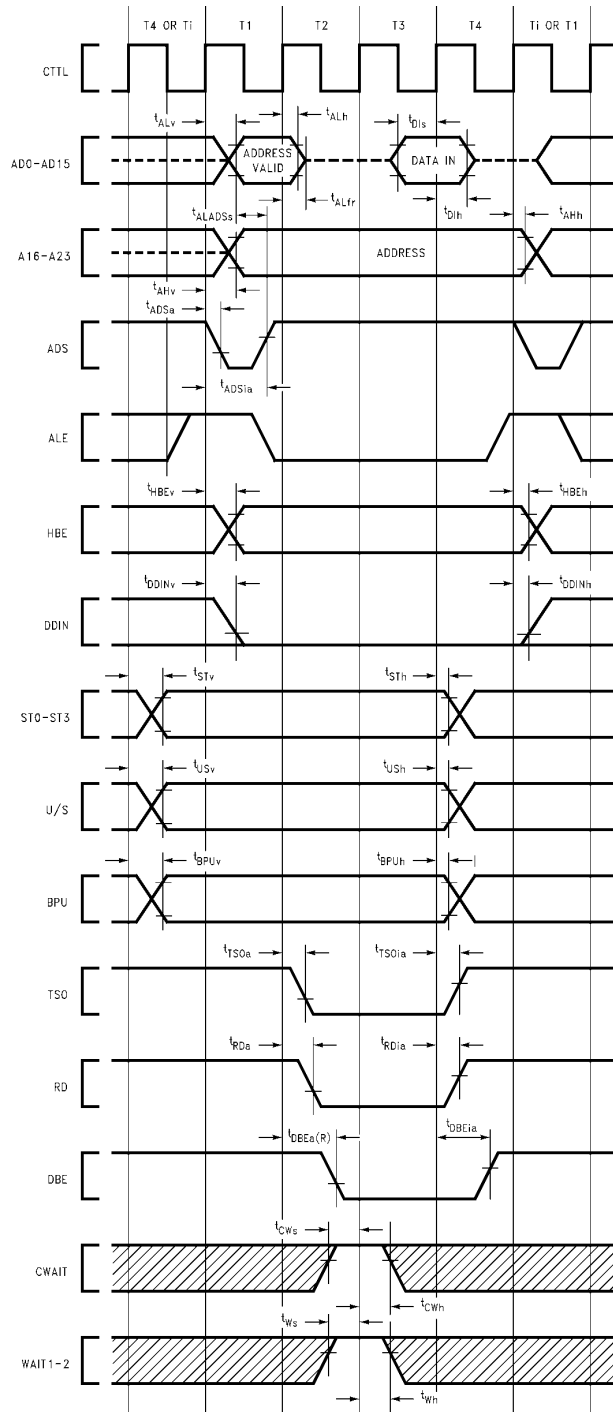 T4 OR Ti T1 T2 T3 T4 Ti OR T1
CTTL
tALv tALh tDIs
AD0-AD15 ADDRESS VALID DATA IN
tALADSs tALfr tDIh tAHh
A16-A23 ADDRESS
tAHv
tADSa
ADS
tADSia
ALE
tHBEv tHBEh
HBE
tDDINv tDDINh
DDIN
tSTv tSTh
ST0-ST3
tUSv tUSh
U/S
tBPUv tBPUh
BPU
tTSOa tTSOia
TSO
tRDa tRDia
RD
tDBEa(R) tDBEia
DBE
tCWs
CWAIT
tCWh
tWs
WAIT1-2
tWh